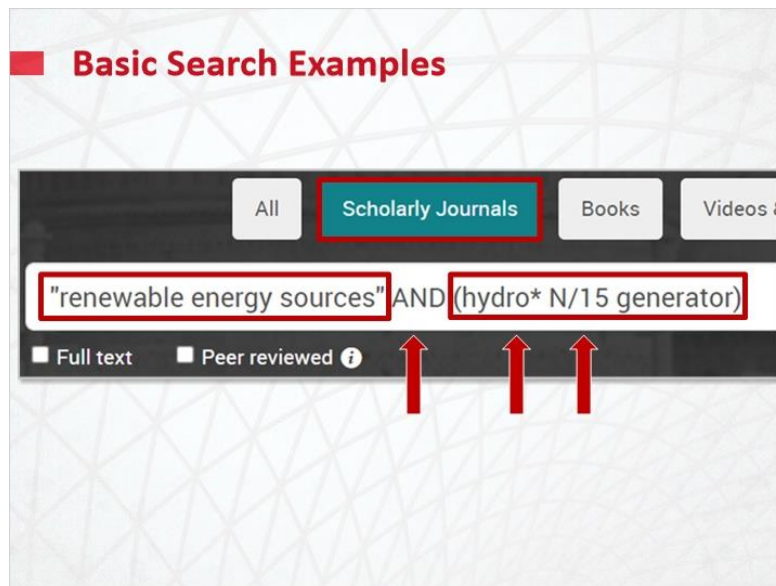 Basic Search Examples
All Scholarly Journals Books Videos &
"renewable energy sources" AND (hydro* N/15 generator)
Full text Peer reviewed i